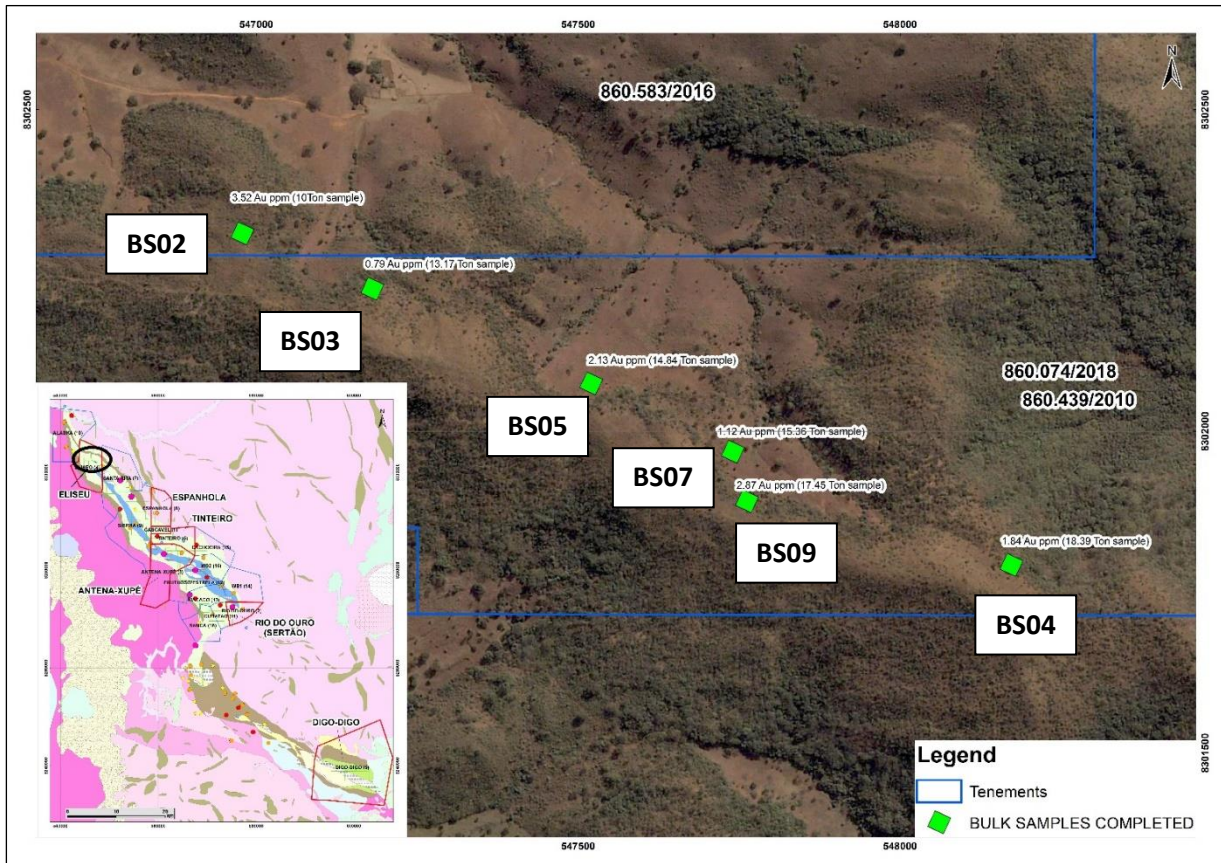 547000
547500
548000
8302500
8302500
N
860.583/2016
3.52 Au ppm (10Ton sample)
BS02
0.79 Au ppm (13.17 Ton sample)
BS03
2.13 Au ppm (14.84 Ton sample)
860.074/2018
860.439/2010
BS05
1.12 Au ppm (15.36 Ton sample)
8302000
BS07
2.87 Au ppm (17.45 Ton sample)
BS09
1.84 Au ppm (18.39 Ton sample)
BS04
ELISEU
ESPANHOLA
TINTEIRO
ANTENA-XUPÊ
RIO DO OURO
(SERTÃO)
DIGO-DIGO
8301500
Legend
Tenements
BULK SAMPLES COMPLETED
547500
548000